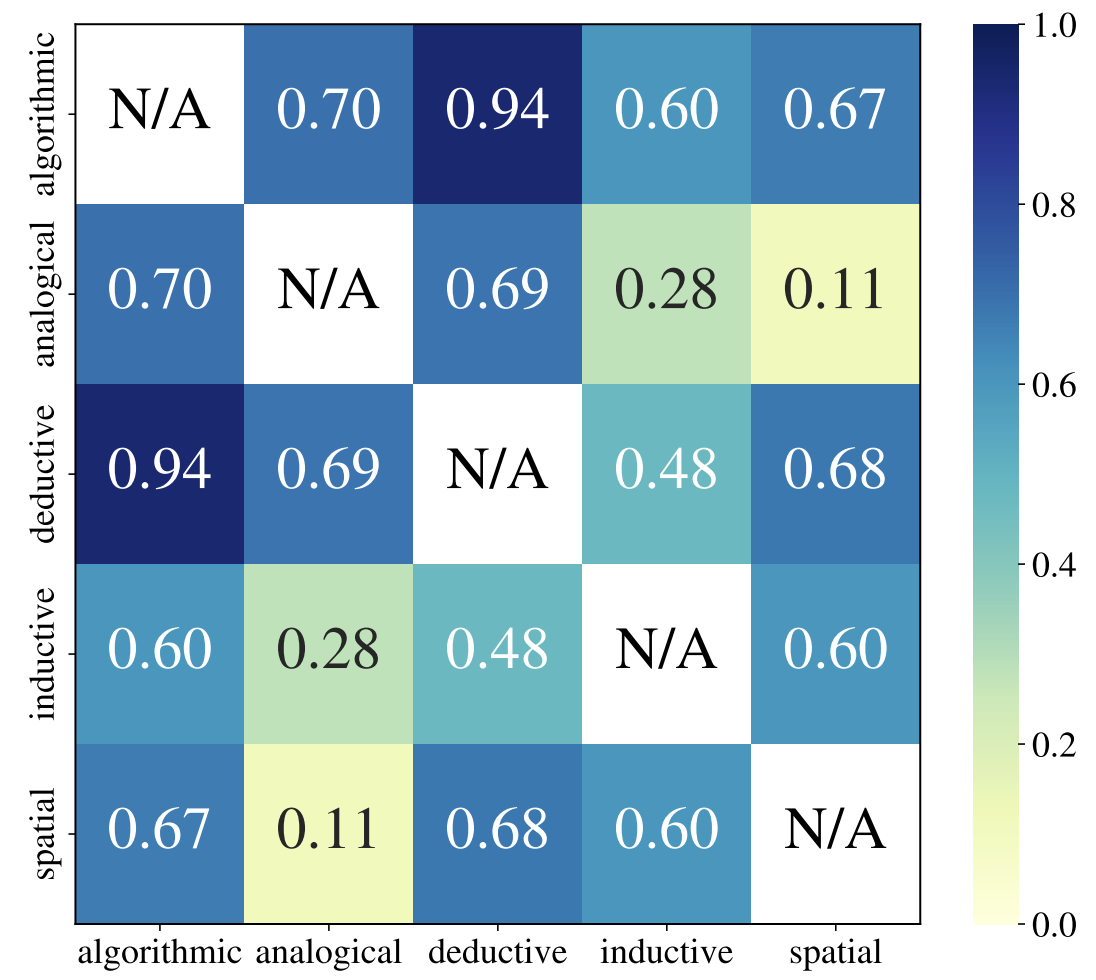 algorithmic N/A 0.70 0.94 0.60 0.67
analogical 0.70 N/A 0.69 0.28 0.11
deductive 0.94 0.69 N/A 0.48 0.68
inductive 0.60 0.28 0.48 N/A 0.60
spatial 0.67 0.11 0.68 0.60 N/A
algorithmic analogical deductive inductive spatial
1.0
0.8
0.6
0.4
0.2
0.0